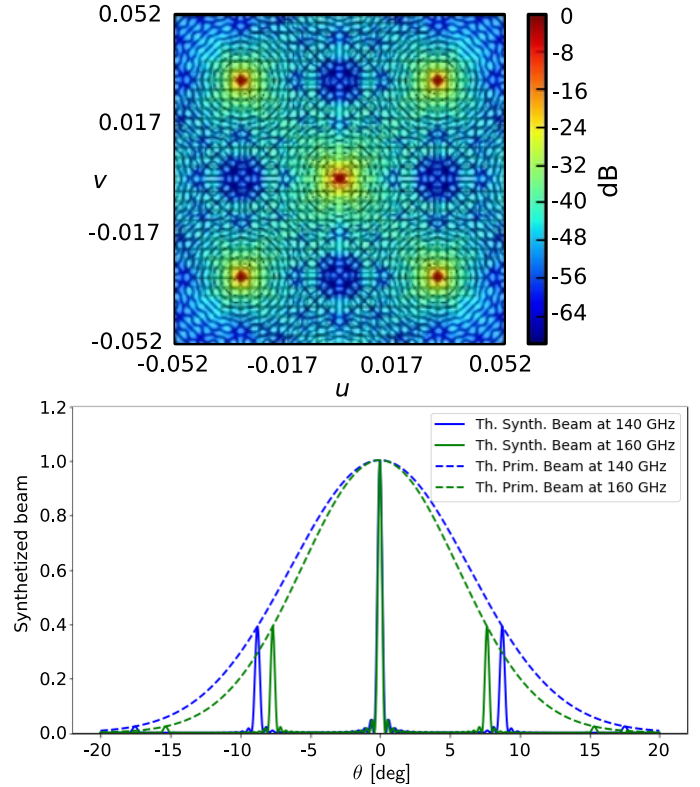 0.052
0.017
v
-0.017
-0.052
-0.052 -0.017 0.017 0.052
u
0
-8
-16
-24
-32
-40
-48
-56
-64
dB
1.2
1.0
0.8
0.6
0.4
0.2
0.0
Synthetized beam
-20 -15 -10 -5 0 5 10 15 20
θ [deg]
Th. Synth. Beam at 140 GHz
Th. Synth. Beam at 160 GHz
Th. Prim. Beam at 140 GHz
Th. Prim. Beam at 160 GHz